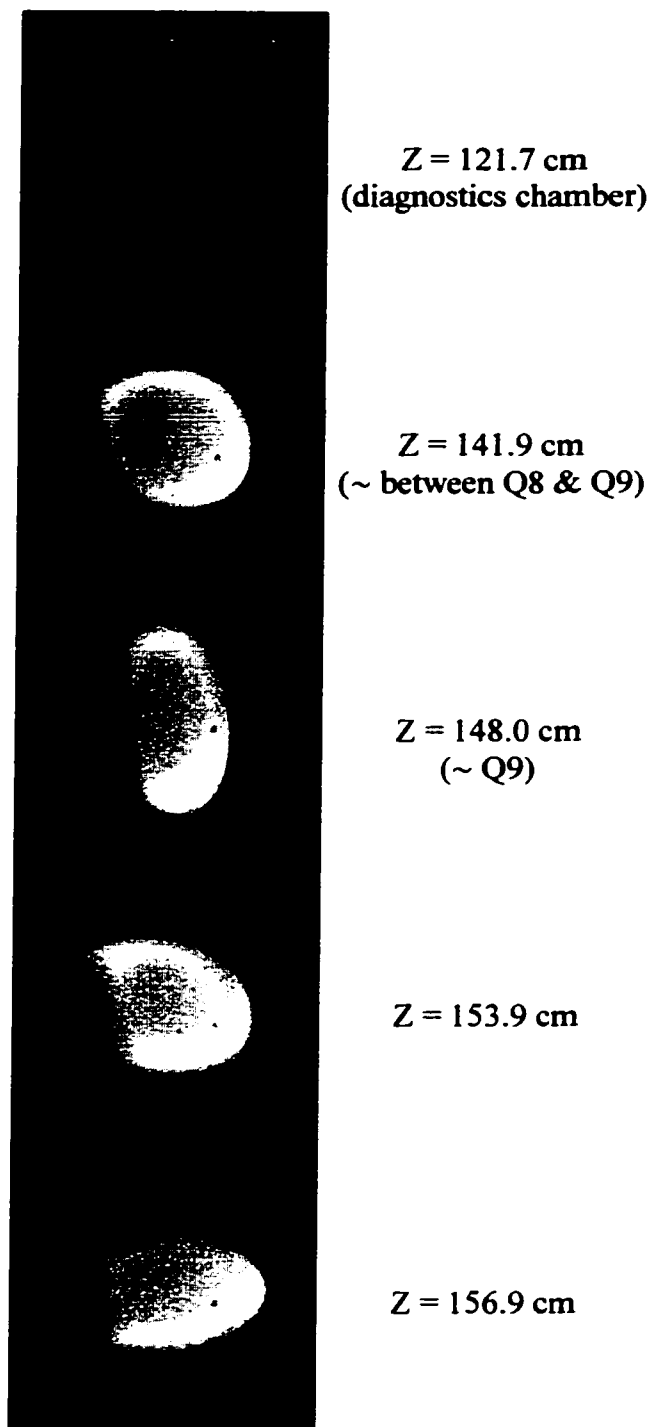 Z = 121.7 cm
(diagnostics chamber)
Z = 141.9 cm
(~ between Q8 & Q9)
Z = 148.0 cm
(~ Q9)
Z = 153.9 cm
Z = 156.9 cm